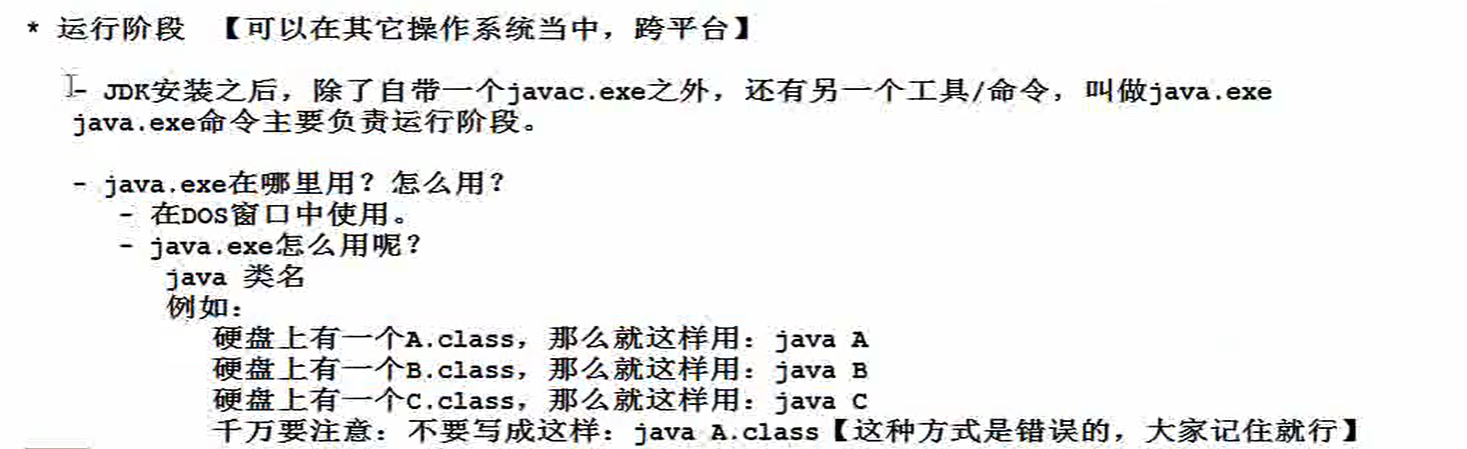 * 运行阶段 【可以在其它操作系统当中，跨平台】
- JDK安装之后，除了自带一个javac.exe之外，还有另一个工具/命令，叫做java.exe
java.exe命令主要负责运行阶段。
- java.exe在哪里用？怎么用？
- 在DOS窗口中使用。
- java.exe怎么用呢？
java 类名
例如：
硬盘上有一个A.class，那么就这样用：java A
硬盘上有一个B.class，那么就这样用：java B
硬盘上有一个C.class，那么就这样用：java C
千万要注意：不要写成这样：java A.class【这种方式是错误的，大家记住就行】